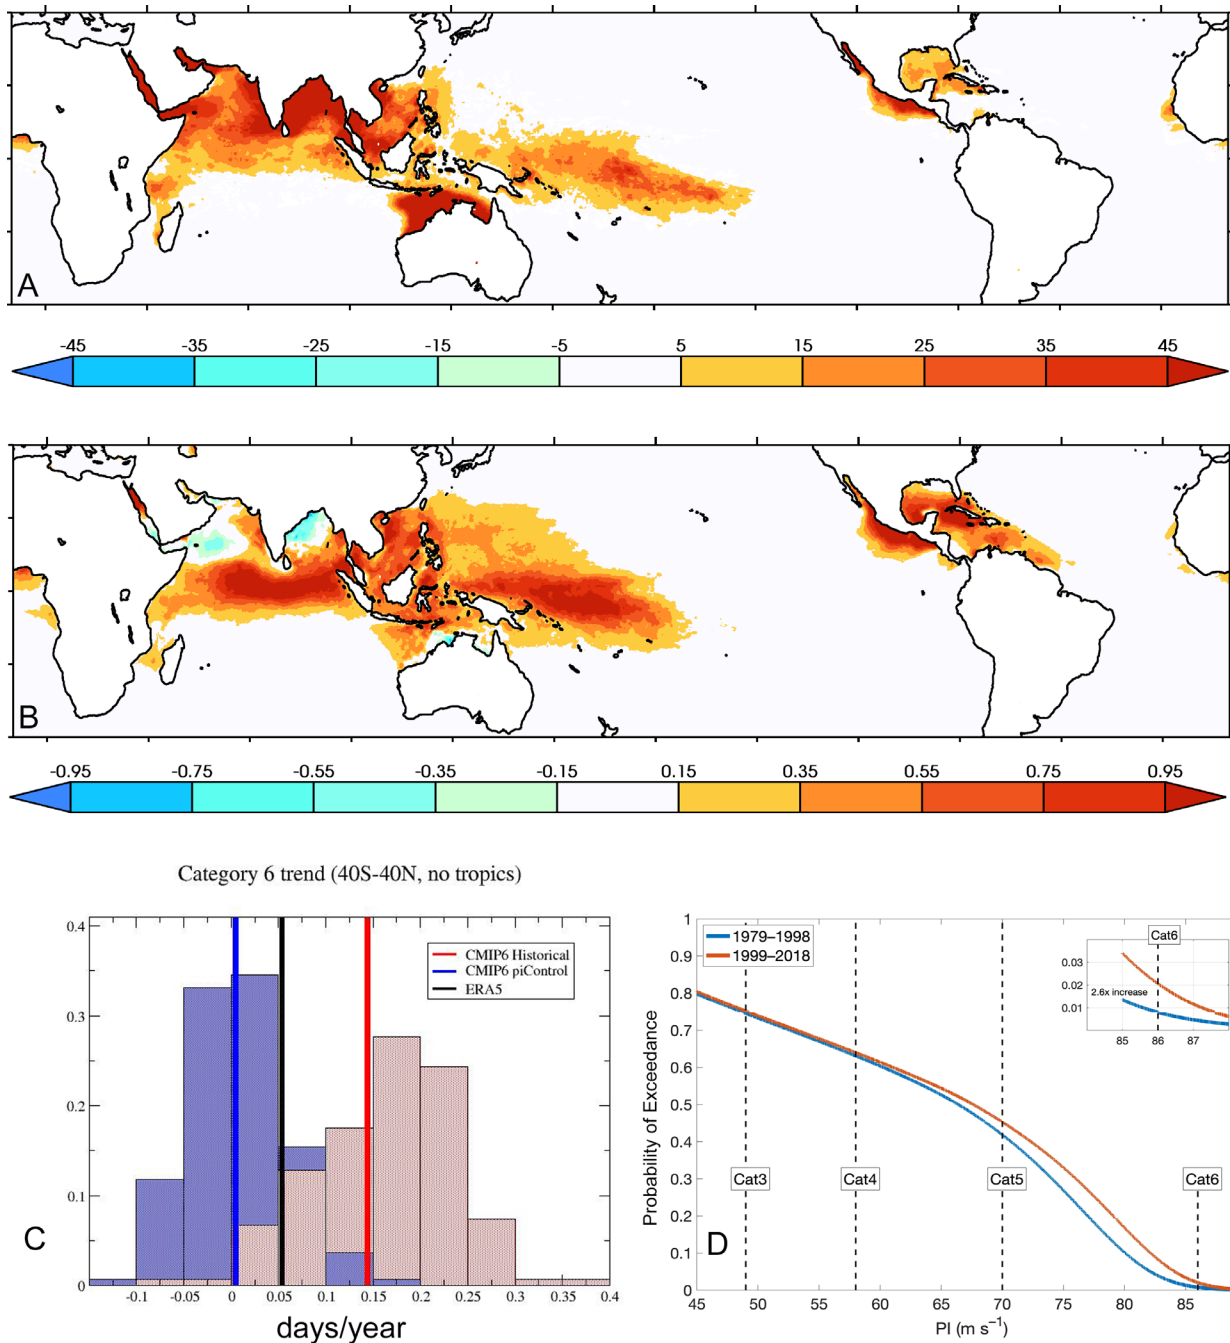 A
-45 -35 -25 -15 -5 5 15 25 35 45
B
-0.95 -0.75 -0.55 -0.35 -0.15 0.15 0.35 0.55 0.75 0.95
Category 6 trend (40S-40N, no tropics)
0.4
0.3
0.2
0.1
0
CMIP6 Historical
CMIP6 piControl
ERA5
C
-0.1 -0.05 0 0.05 0.1 0.15 0.2 0.25 0.3 0.35 0.4
days/year
Probability of Exceedance
1
0.9
0.8
0.7
0.6
0.5
0.4
0.3
0.2
0.1
0
1979–1998
1999–2018
Cat6
0.03
0.02
0.01
2.6x increase
85 86 87
Cat3 Cat4 Cat5 Cat6
D
45 50 55 60 65 70 75 80 85
PI (m s⁻¹)